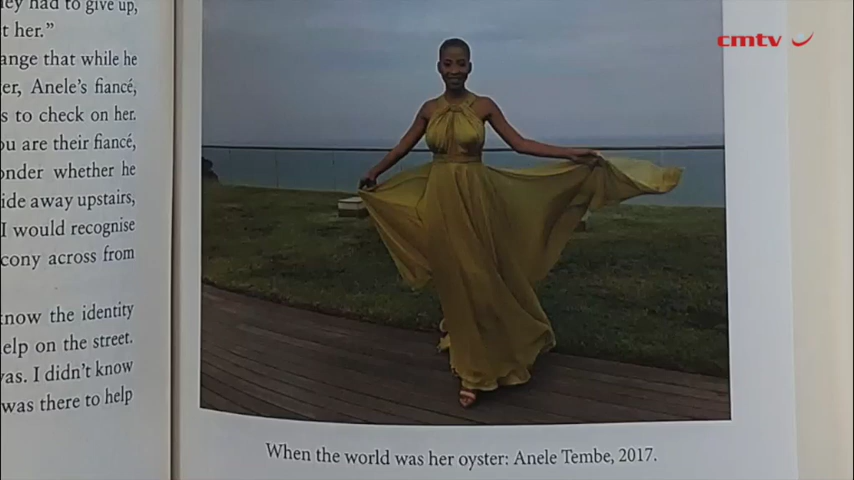 ey had to give up,
t her.”
ange that while he
er, Anele’s fiancé,
s to check on her.
ou are their fiancé,
onder whether he
ide away upstairs,
I would recognise
cony across from
now the identity
elp on the street.
as. I didn’t know
was there to help
cmtv
When the world was her oyster: Anele Tembe, 2017.